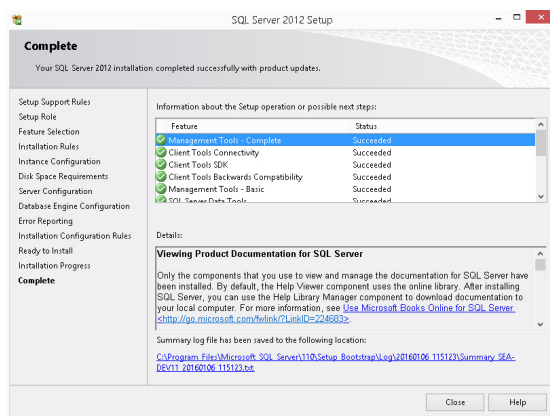 SQL Server 2012 Setup
Complete
Your SQL Server 2012 installation completed successfully with product updates.
Setup Support Rules
Setup Role
Feature Selection
Installation Rules
Instance Configuration
Disk Space Requirements
Server Configuration
Database Engine Configuration
Error Reporting
Installation Configuration Rules
Ready to Install
Installation Progress
Complete
Information about the Setup operation or possible next steps:
Feature Status
Management Tools - Complete Succeeded
Client Tools Connectivity Succeeded
Client Tools SDK Succeeded
Client Tools Backwards Compatibility Succeeded
Management Tools - Basic Succeeded
SQL Server Data Tools Succeeded
Details:
Viewing Product Documentation for SQL Server
Only the components that you use to view and manage the documentation for SQL Server have
been installed. By default, the Help Viewer component uses the online library. After installing
SQL Server, you can use the Help Library Manager component to download documentation to
your local computer. For more information, see Use Microsoft Books Online for SQL Server
<http://go.microsoft.com/fwlink/?LinkID=224683>.
Summary log file has been saved to the following location:
C:\Program Files\Microsoft SQL Server\110\Setup Bootstrap\Log\20160106_115123\Summary_SEA-
DEV11_20160106_115123.txt
Close Help